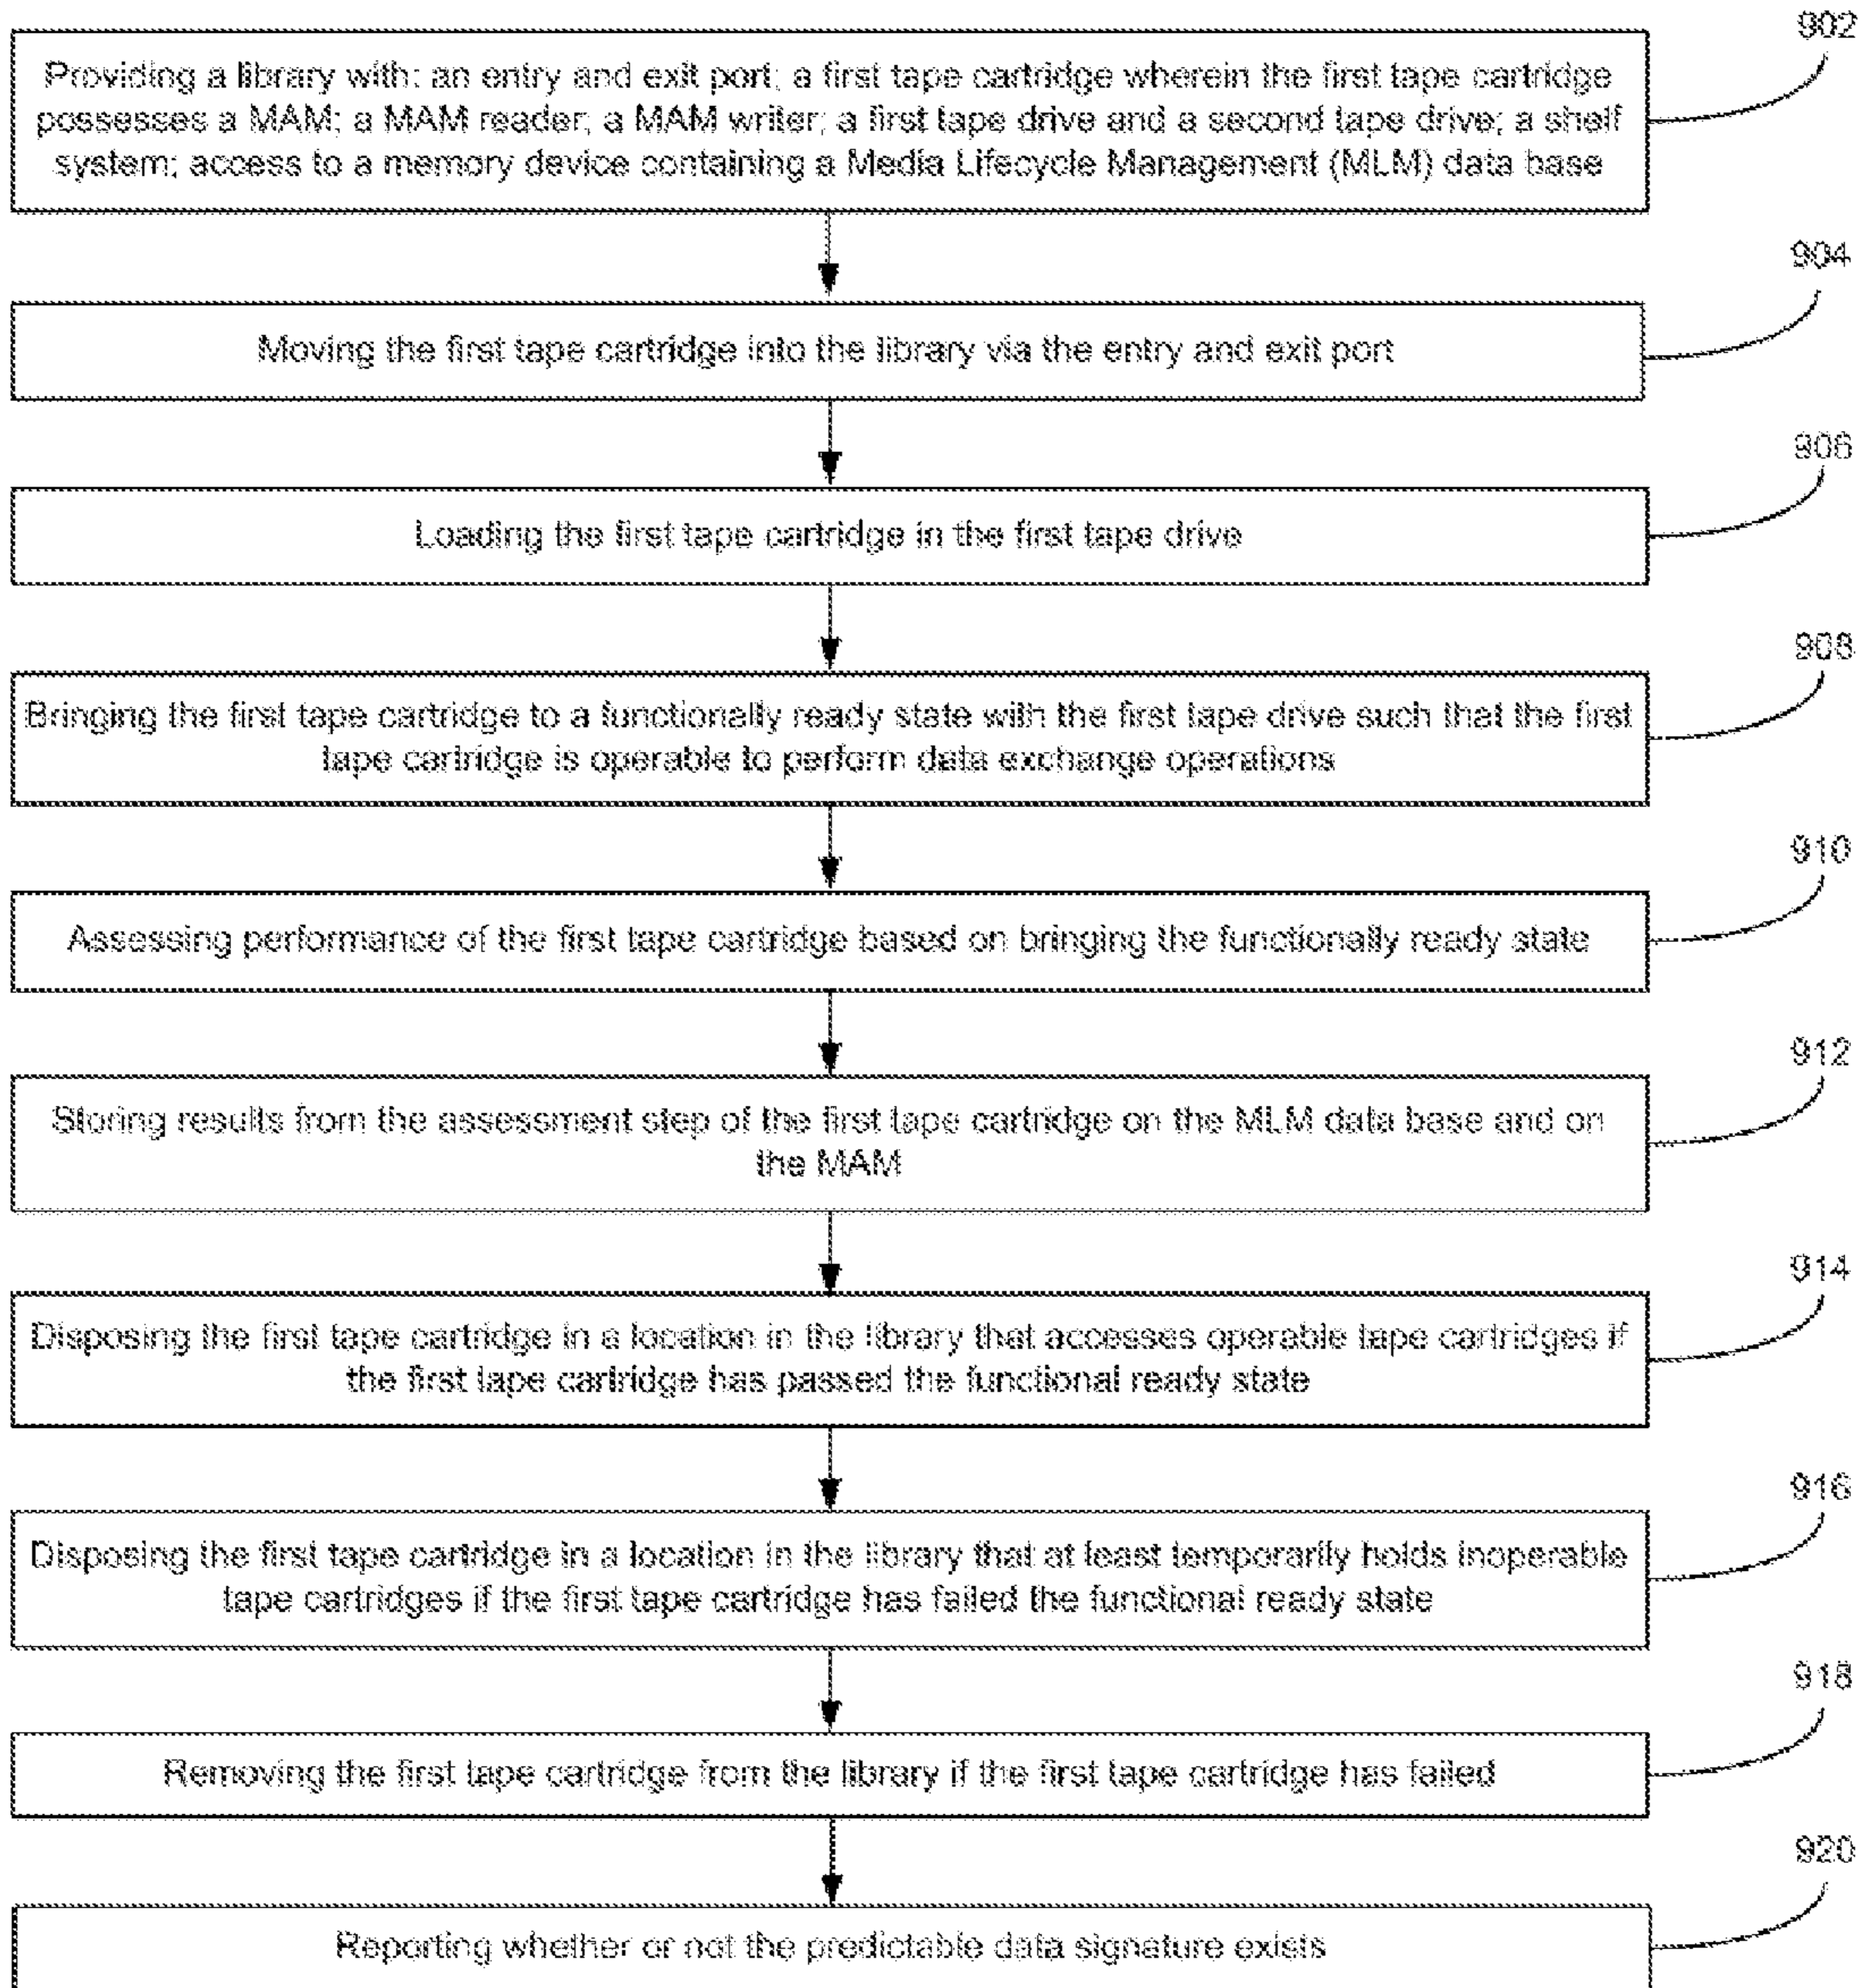 902
Providing a library with: an entry and exit port; a first tape cartridge wherein the first tape cartridge
possesses a MAM; a MAM reader; a MAM writer; a first tape drive and a second tape drive; a shelf
system; access to a memory device containing a Media Lifecycle Management (MLM) data base
904
Moving the first tape cartridge into the library via the entry and exit port
906
Loading the first tape cartridge in the first tape drive
908
Bringing the first tape cartridge to a functionally ready state with the first tape drive such that the first
tape cartridge is operable to perform data exchange operations
910
Assessing performance of the first tape cartridge based on bringing the functionally ready state
912
Storing results from the assessment step of the first tape cartridge on the MLM data base and on
the MAM
914
Disposing the first tape cartridge in a location in the library that accesses operable tape cartridges if
the first tape cartridge has passed the functional ready state
916
Disposing the first tape cartridge in a location in the library that at least temporarily holds inoperable
tape cartridges if the first tape cartridge has failed the functional ready state
918
Removing the first tape cartridge from the library if the first tape cartridge has failed
920
Reporting whether or not the predictable data signature exists